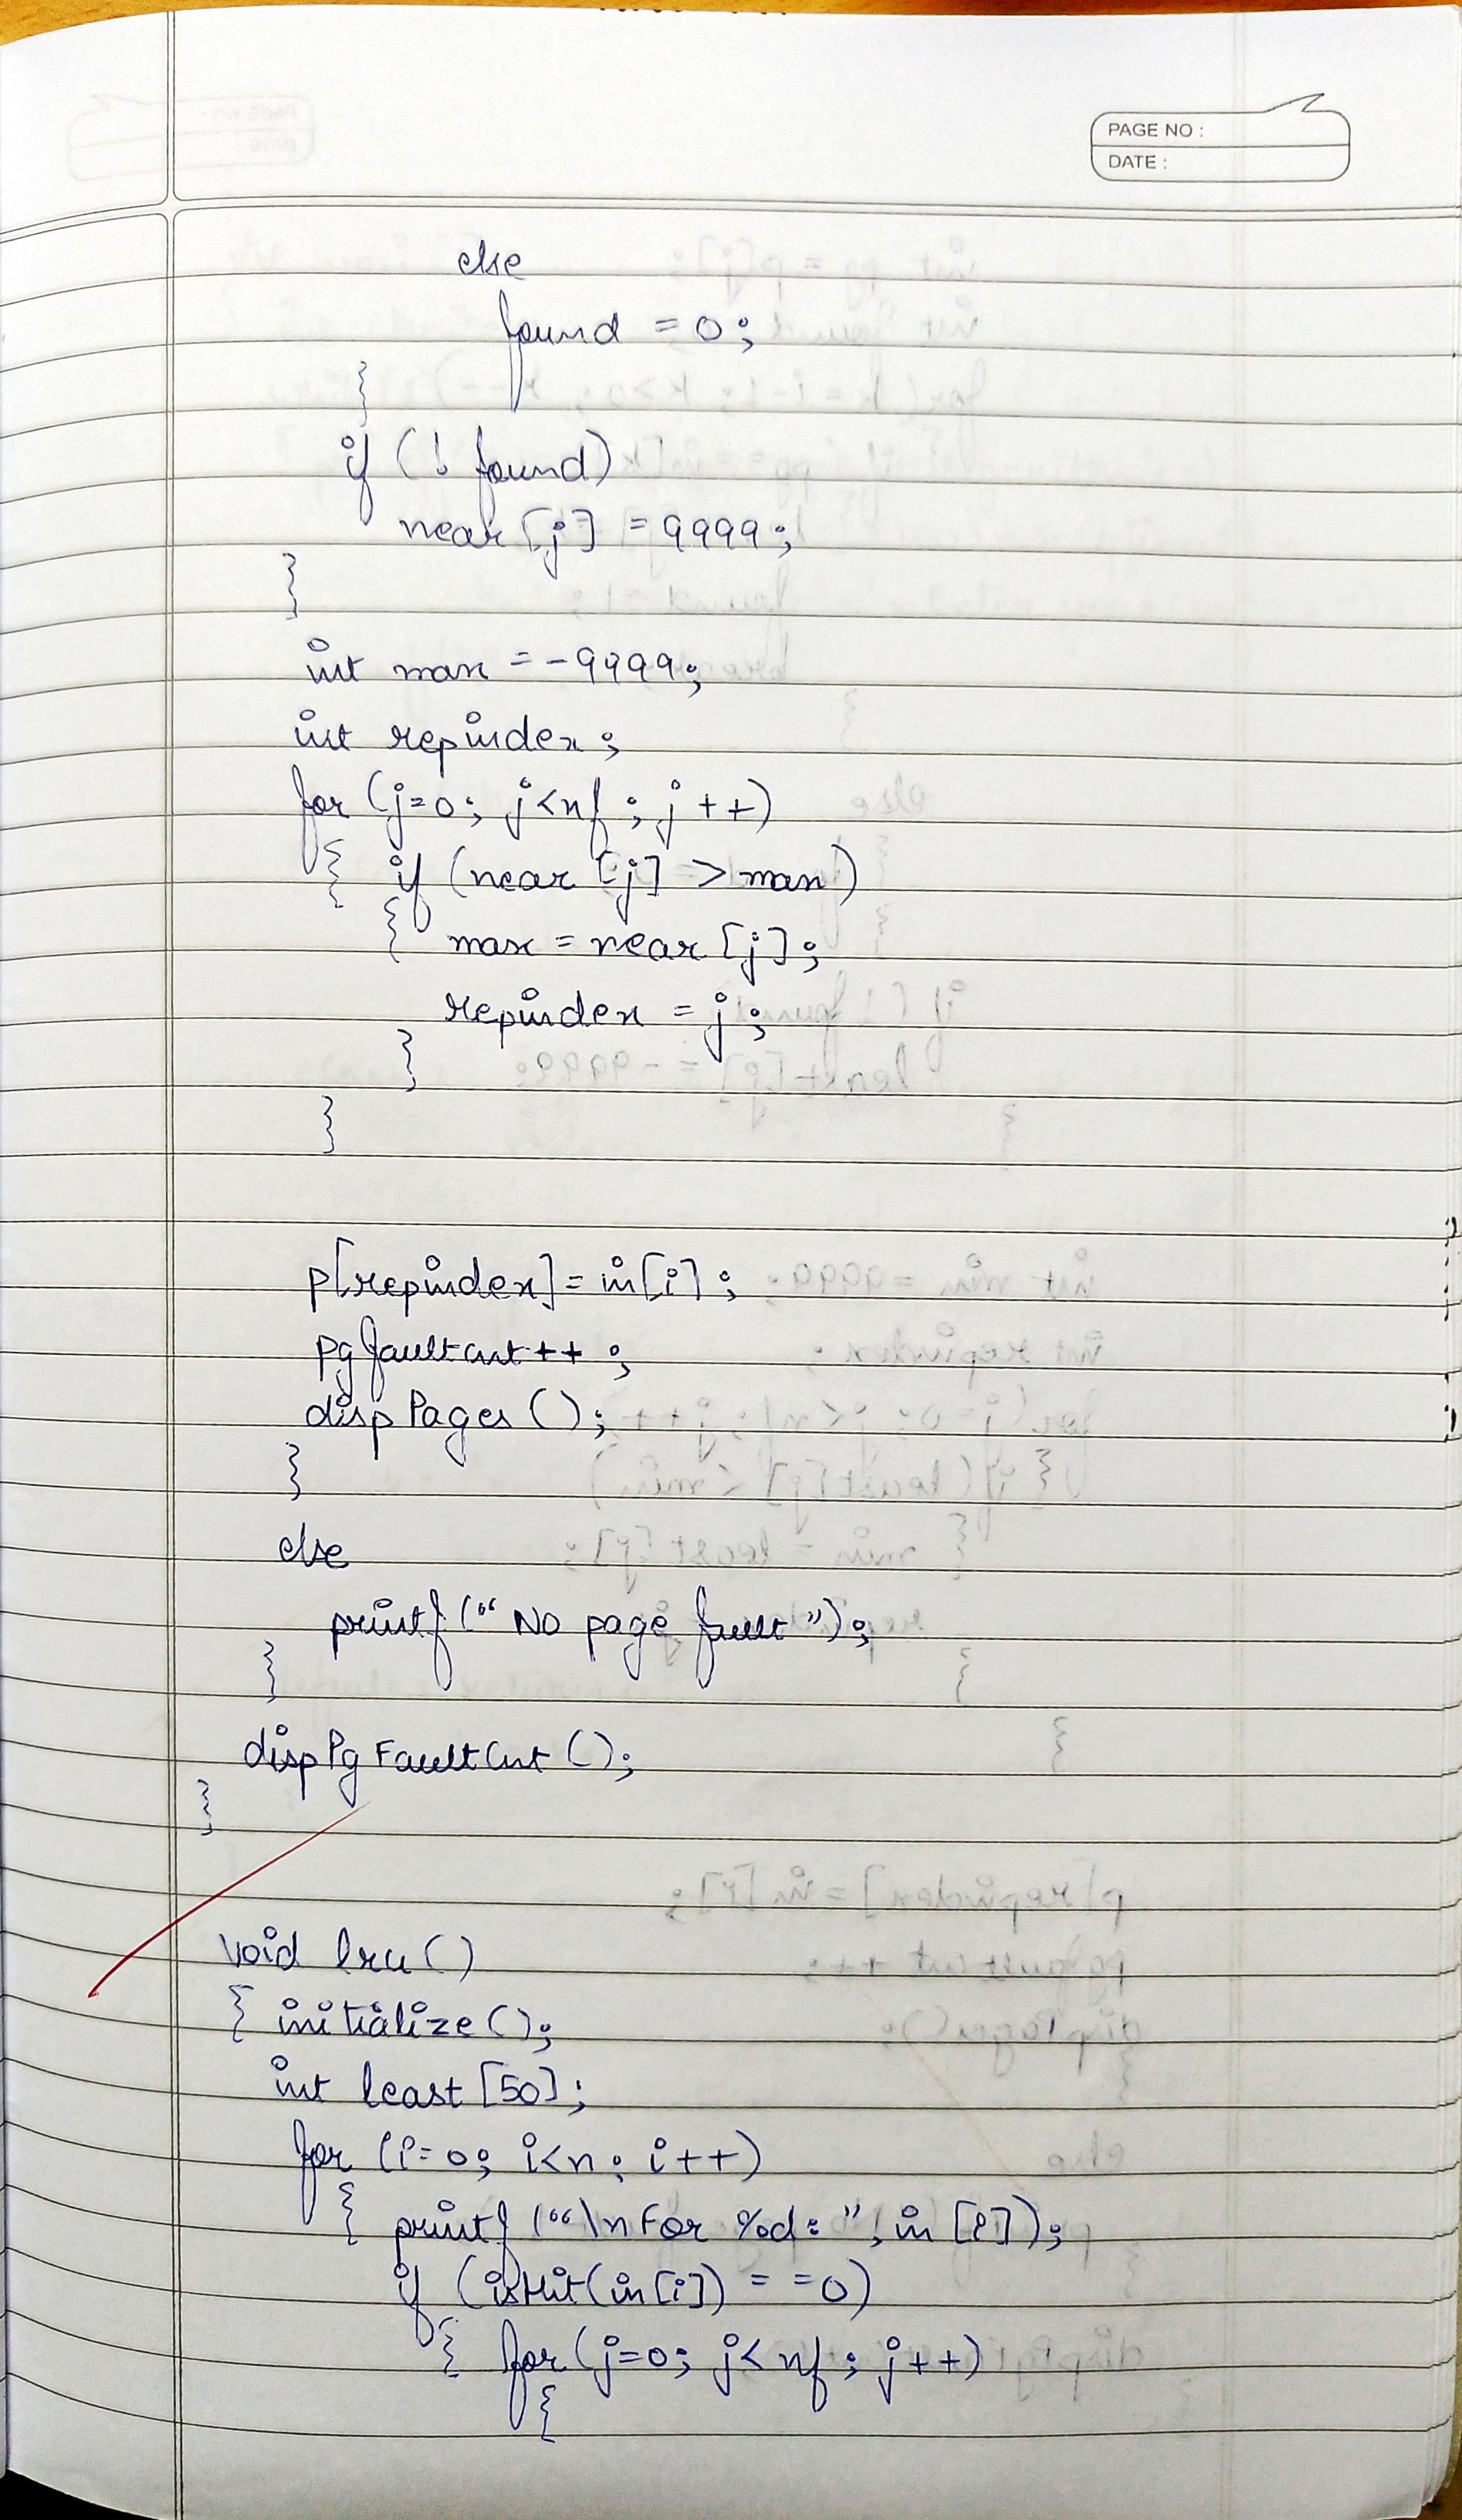 PAGE NO :
DATE :
else
found = 0;
}
if (! found)
near [j] = 9999;
}
int max = -9999;
int repindex;
for (j=0; j<nf; j++)
{ if (near [j] > max)
{ max = near [j];
repindex = j;
}
}
p[repindex] = in[i];
pgfaultcnt++;
dispPages();
}
else
printf("No page fault");
}
dispPgFaultCnt();
}
void lru()
{ initialize();
int least [50];
for (i=0; i<n; i++)
{ printf ("\nFor %d: ", in [i]);
if (isHit(in[i]) = =0)
{ for(j=0; j<nf; j++)
{